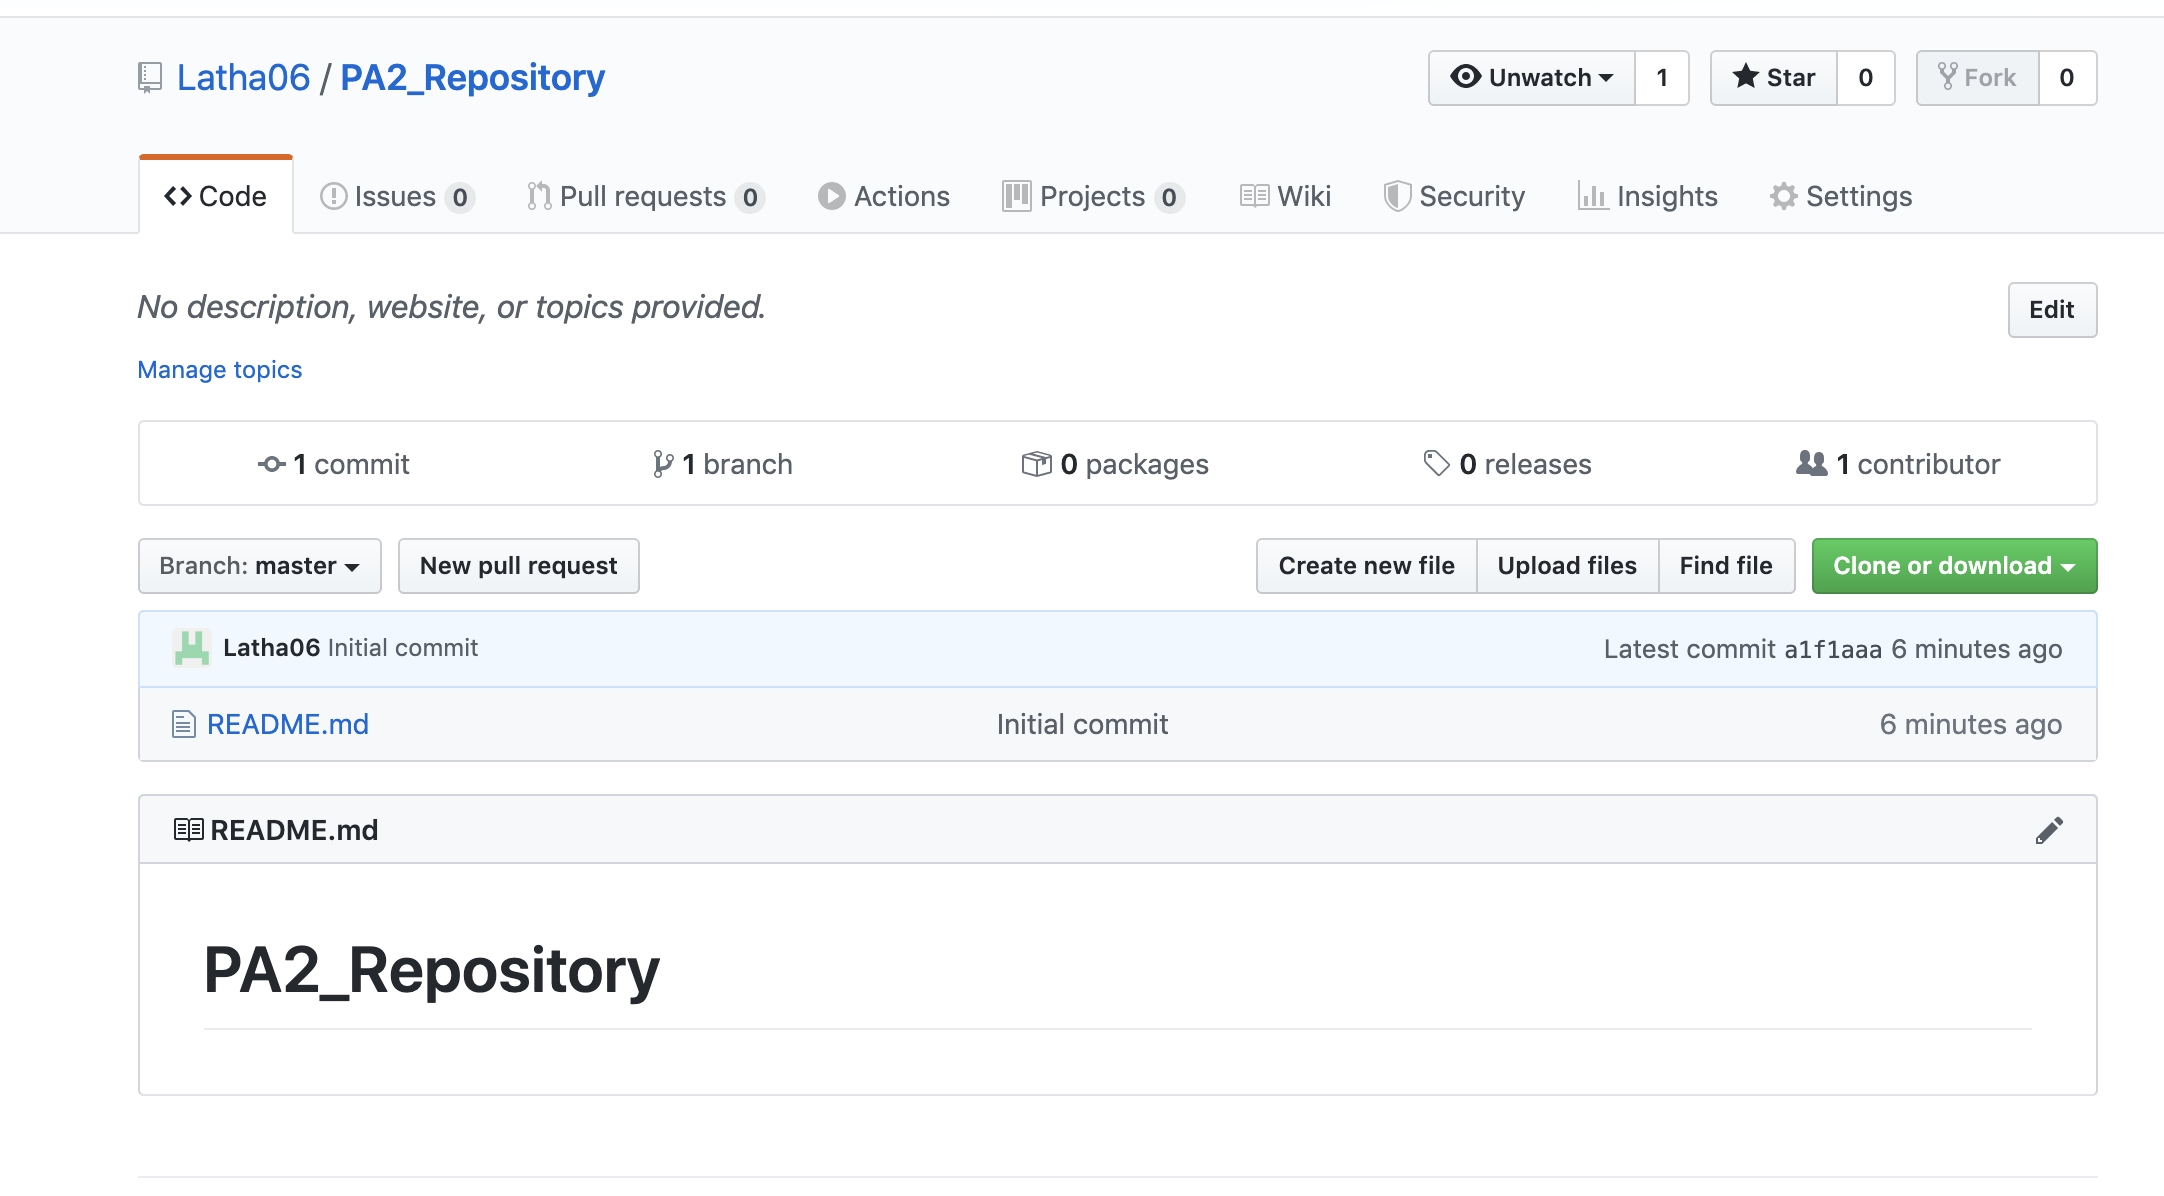 Latha06 / PA2_Repository
Unwatch 1 Star 0 Fork 0
Code Issues 0 Pull requests 0 Actions Projects 0 Wiki Security Insights Settings
No description, website, or topics provided.
Edit
Manage topics
1 commit 1 branch 0 packages 0 releases 1 contributor
Branch: master New pull request Create new file Upload files Find file Clone or download
Latha06 Initial commit Latest commit a1f1aaa 6 minutes ago
README.md Initial commit 6 minutes ago
README.md
PA2_Repository